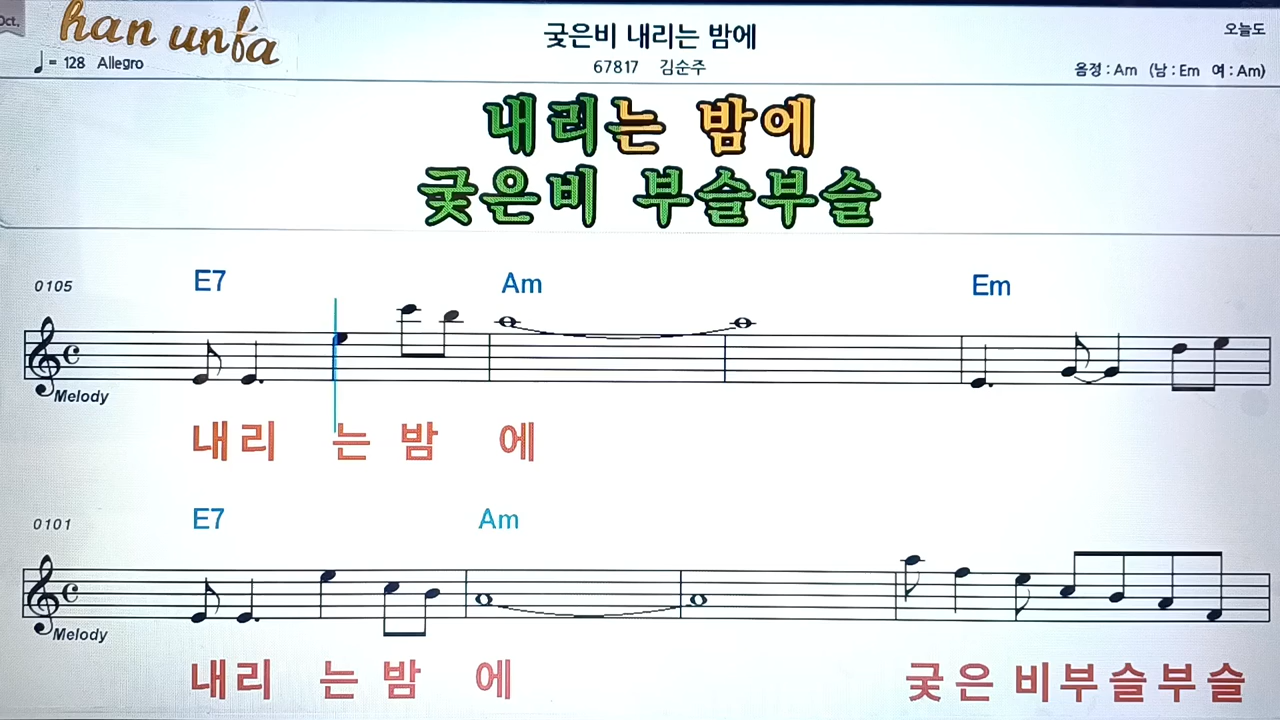 Oct.
han unfa
굿은비 내리는 밤에
오늘도
♩= 128 Allegro
67817 김순주
음정 : Am (남 : Em 여 : Am)
내리는 밤에
궂은비 부슬부슬
E7 Am Em
0105
Melody
내리 는 밤 에
E7 Am
0101
Melody
내리 는 밤 에 궂은 비부슬부슬